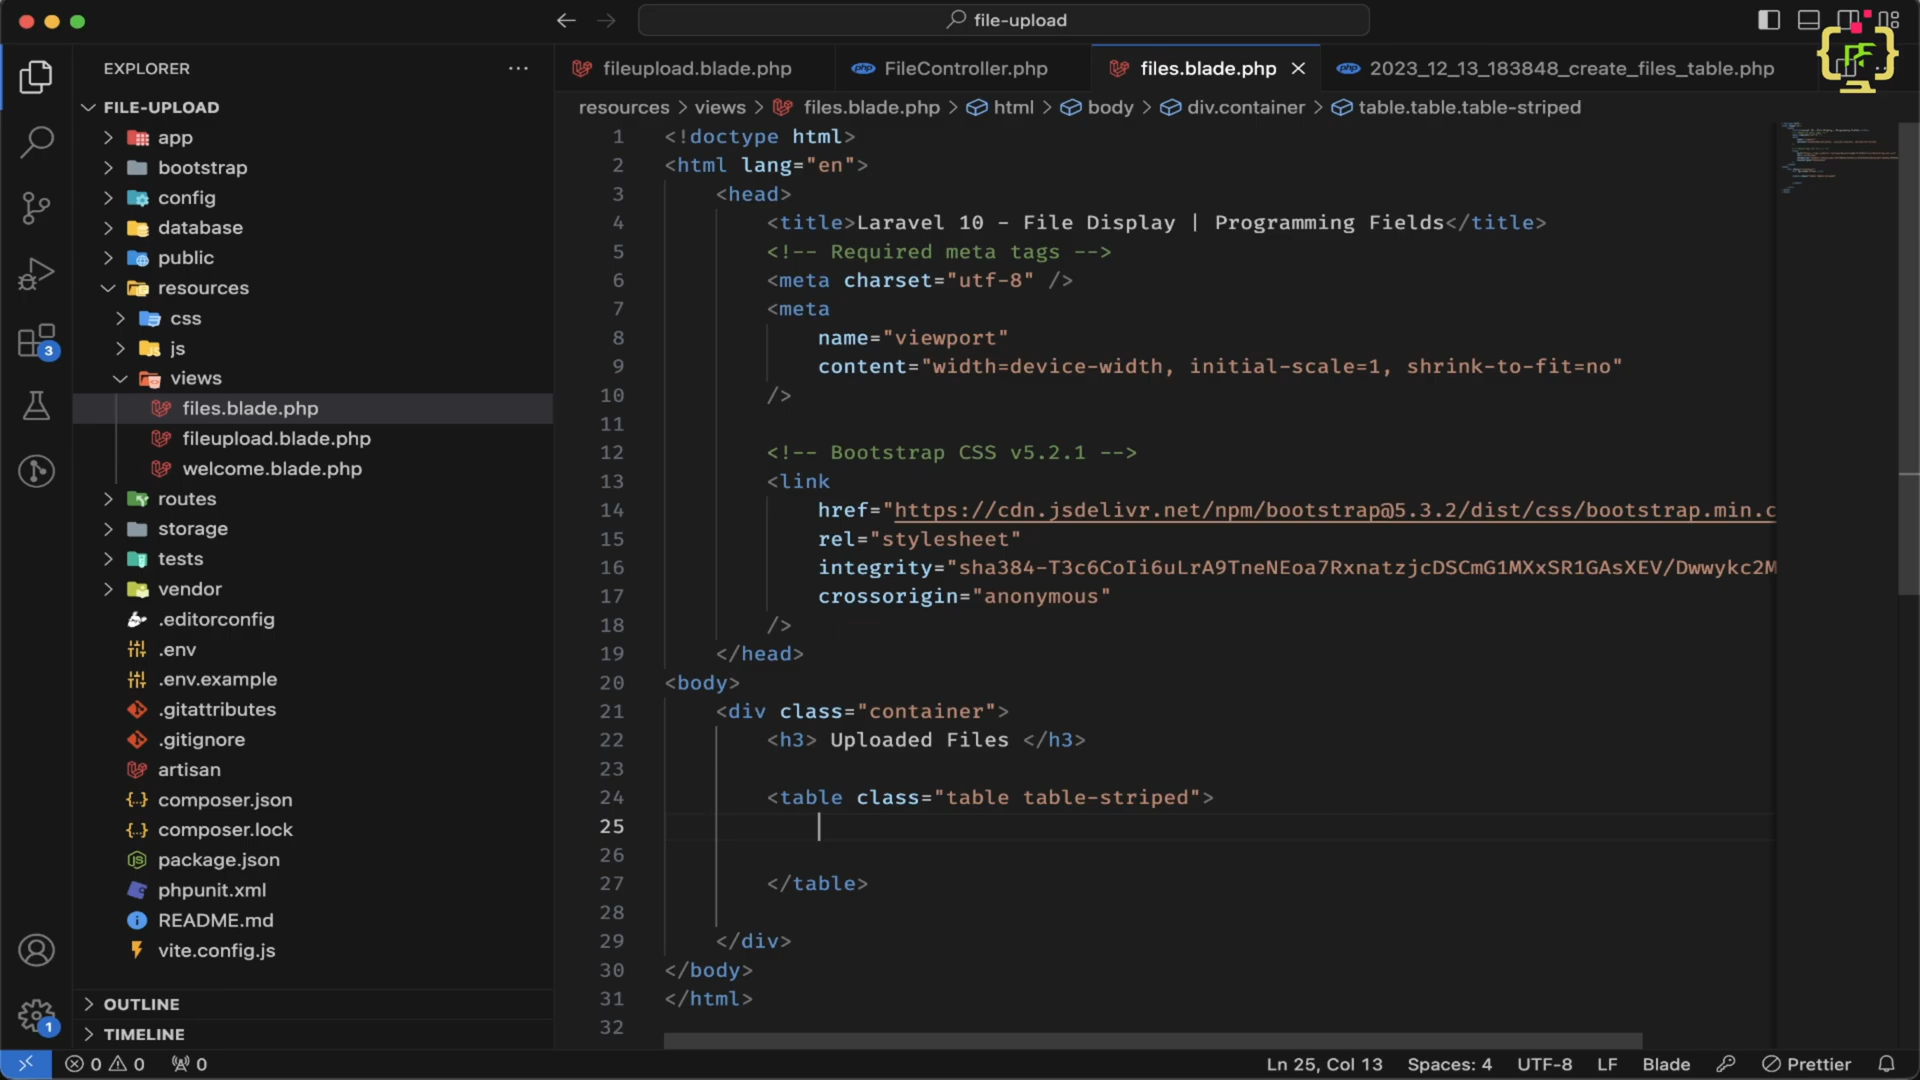 file-upload
EXPLORER
FILE-UPLOAD
app
bootstrap
config
database
public
resources
css
js
views
files.blade.php
fileupload.blade.php
welcome.blade.php
routes
storage
tests
vendor
.editorconfig
.env
.env.example
.gitattributes
.gitignore
artisan
composer.json
composer.lock
package.json
phpunit.xml
README.md
vite.config.js
OUTLINE
TIMELINE
3
1
fileupload.blade.php
php FileController.php
files.blade.php
php 2023_12_13_183848_create_files_table.php
PF
resources > views > files.blade.php > html > body > div.container > table.table.table-striped
1 <!doctype html>
2 <html lang="en">
3 <head>
4 <title>Laravel 10 - File Display | Programming Fields</title>
5 <!-- Required meta tags -->
6 <meta charset="utf-8" />
7 <meta
8 name="viewport"
9 content="width=device-width, initial-scale=1, shrink-to-fit=no"
10 />
11
12 <!-- Bootstrap CSS v5.2.1 -->
13 <link
14 href="https://cdn.jsdelivr.net/npm/bootstrap@5.3.2/dist/css/bootstrap.min.c
15 rel="stylesheet"
16 integrity="sha384-T3c6CoIi6uLrA9TneNEoa7RxnatzjcDSCmG1MXxSR1GAsXEV/Dwwykc2M
17 crossorigin="anonymous"
18 />
19 </head>
20 <body>
21 <div class="container">
22 <h3> Uploaded Files </h3>
23
24 <table class="table table-striped">
25
26
27 </table>
28
29 </div>
30 </body>
31 </html>
32
0 0 0
Ln 25, Col 13 Spaces: 4 UTF-8 LF Blade Prettier